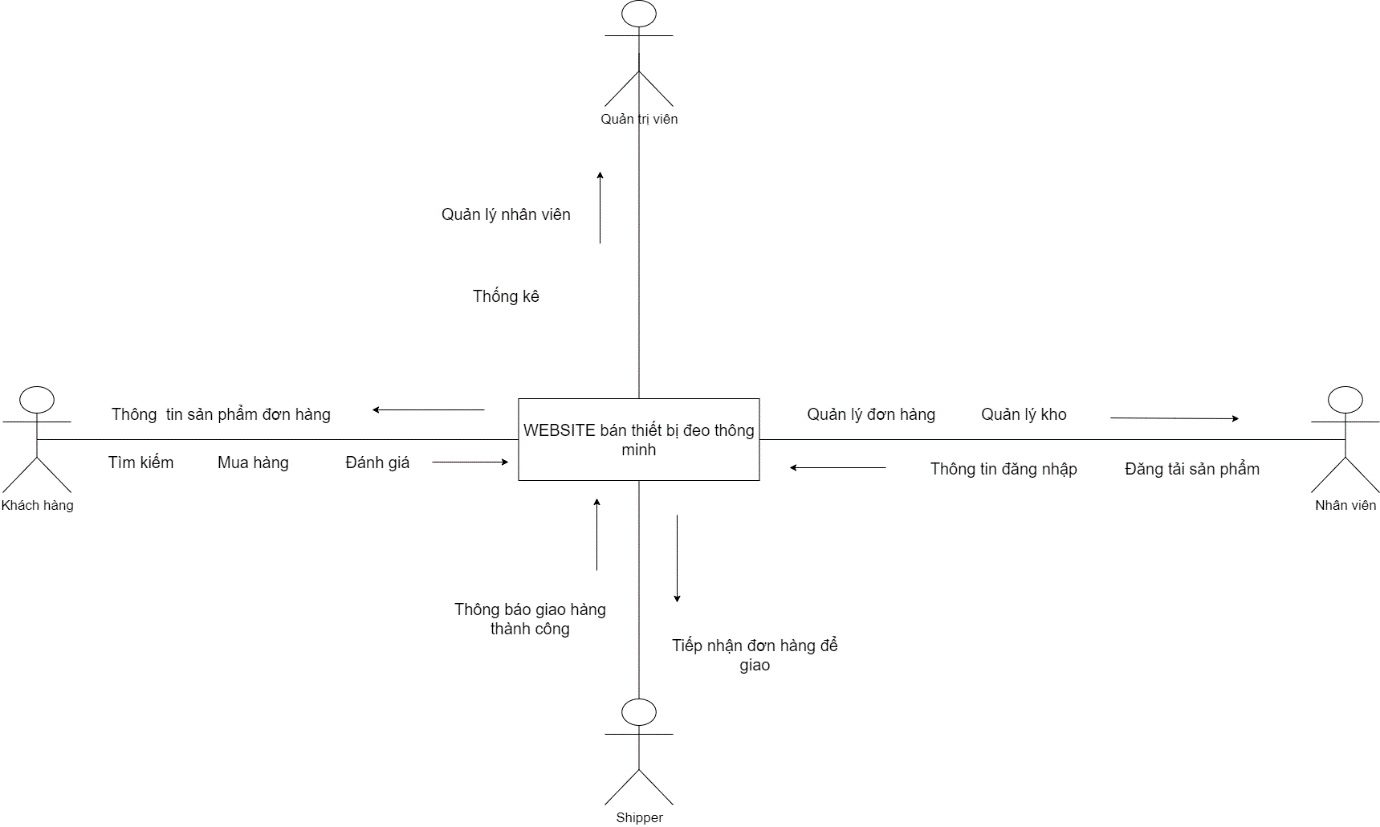 Quản trị viên
Quản lý nhân viên
Thống kê
Thông tin sản phẩm đơn hàng
WEBSITE bán thiết bị đeo thông
minh
Quản lý đơn hàng
Quản lý kho
Tìm kiếm
Mua hàng
Đánh giá
Thông tin đăng nhập
Đăng tải sản phẩm
Khách hàng
Nhân viên
Thông báo giao hàng
thành công
Tiếp nhận đơn hàng để
giao
Shipper